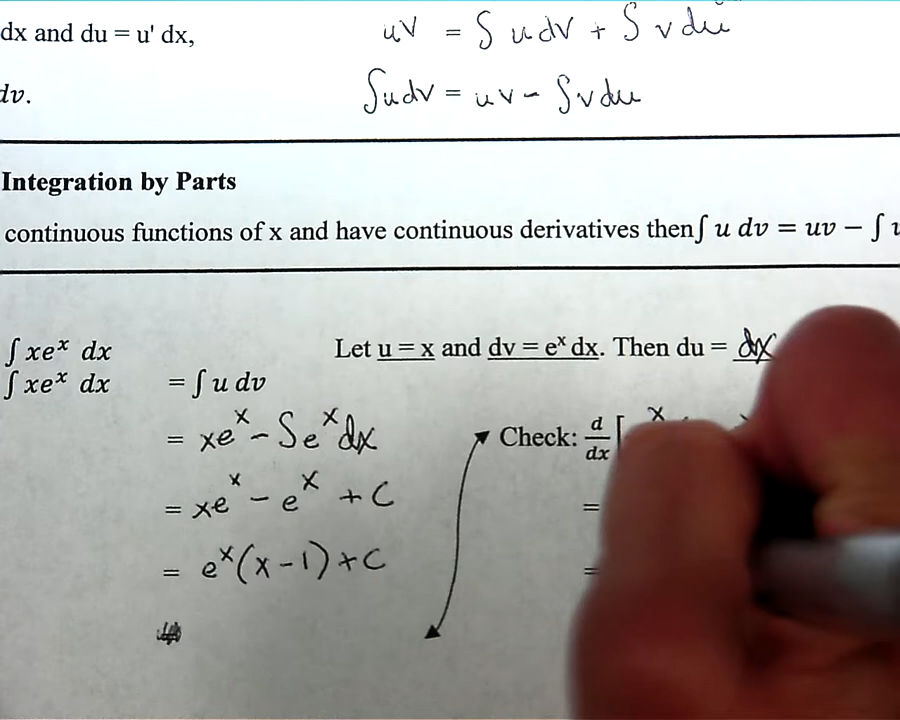 dx and du = u' dx,
uv = ∫ u dv + ∫ v du
dv.
∫ u dv = uv − ∫ v du
Integration by Parts
continuous functions of x and have continuous derivatives then ∫ u dv = uv − ∫
∫ xeˣ dx
Let u = x and dv = eˣ dx. Then du = dx
∫ xeˣ dx = ∫ u dv
= xeˣ − ∫ eˣ dx
Check: d/dx [ x
= xeˣ − eˣ + C
=
= eˣ(x − 1) + C
=